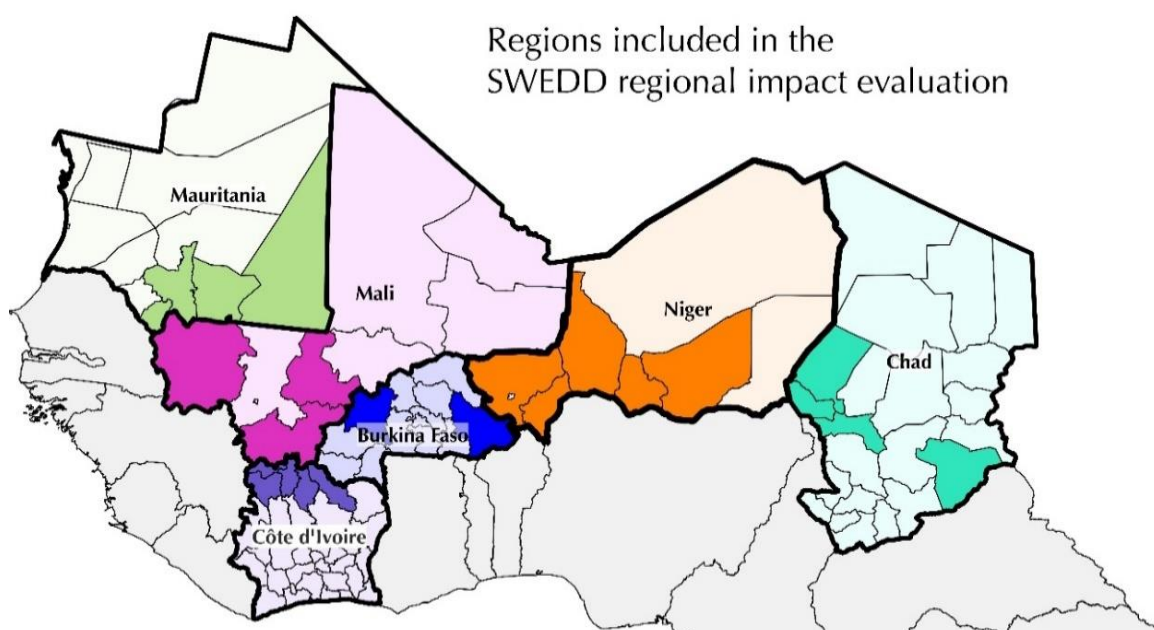 Regions included in the
SWEDD regional impact evaluation
Mauritania
Mali
Niger
Chad
Burkina Faso
Côte d'Ivoire